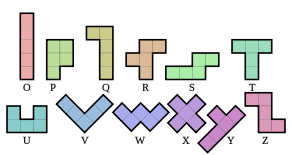 O P Q R S T
U V W X Y Z